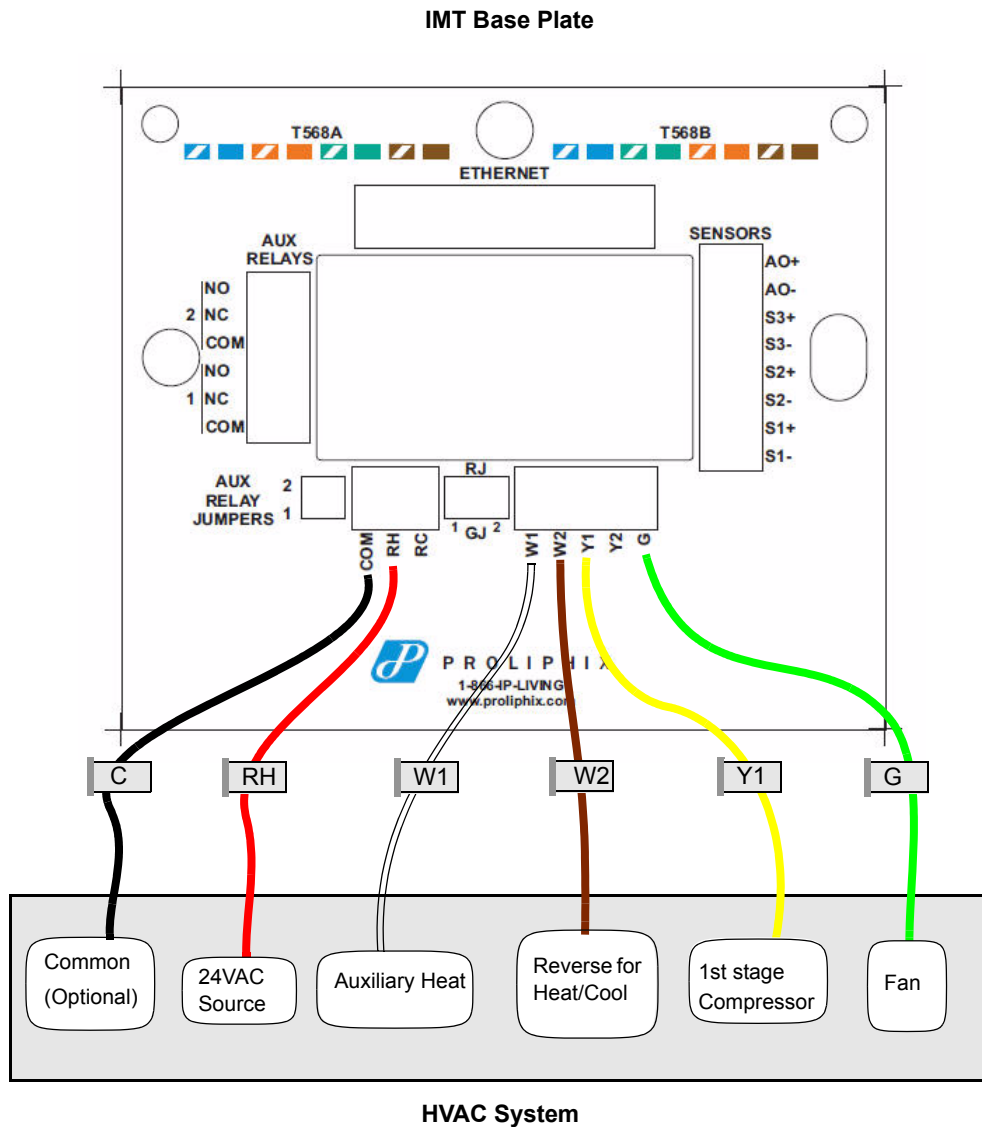 IMT Base Plate
T568A
T568B
ETHERNET
AUX
RELAYS
SENSORS
NO
2 NC
COM
NO
1 NC
COM
AO+
AO-
S3+
S3-
S2+
S2-
S1+
S1-
AUX
RELAY
JUMPERS
2
1
RJ
1 GJ 2
COM
RH
RC
W1
W2
Y1
Y2
G
PROLIPHIX
1-866-IP-LIVING
www.proliphix.com
C
RH
W1
W2
Y1
G
Common
(Optional)
24VAC
Source
Auxiliary Heat
Reverse for
Heat/Cool
1st stage
Compressor
Fan
HVAC System